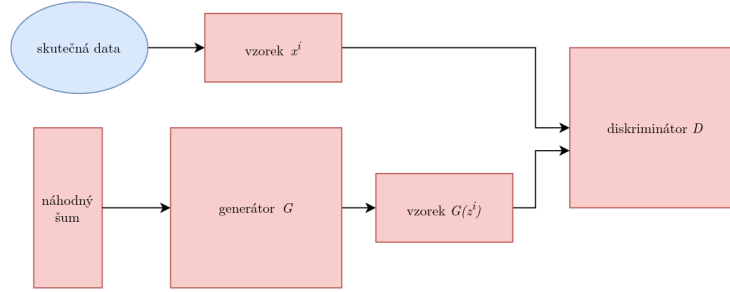 skutečná data
vzorek x^i
diskriminátor D
náhodný
šum
generátor G
vzorek G(z^i)